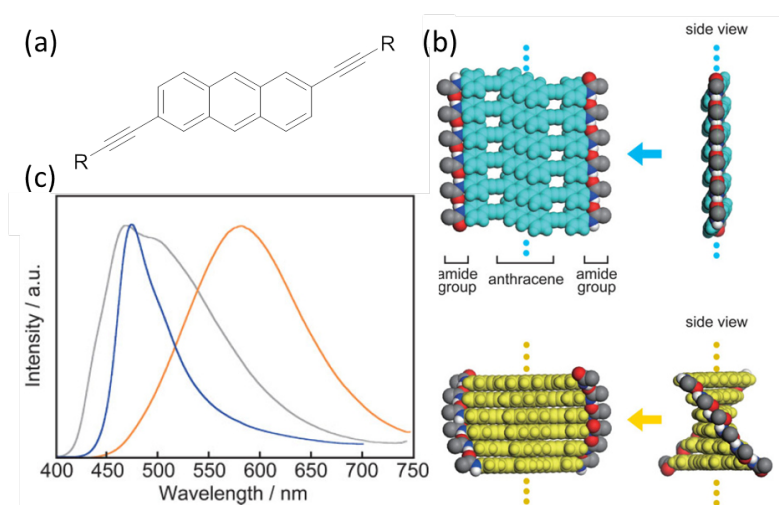 (a)
R
R
(b)
side view
amide
group
anthracene
amide
group
side view
(c)
Intensity / a.u.
400 450 500 550 600 650 700 750
Wavelength / nm